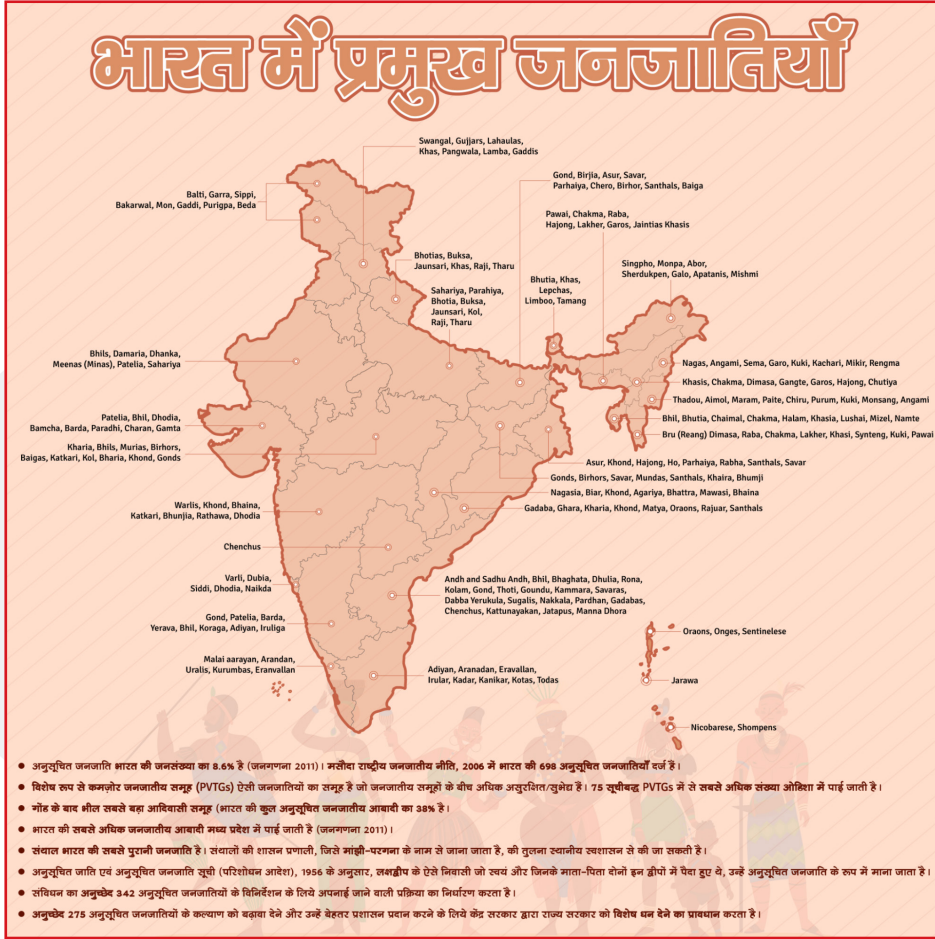 भारत में प्रमुख जनजातियाँ
Swangal, Gujjars, Lahaulas,
Khas, Pangwala, Lamba, Gaddis
Gond, Birjia, Asur, Savar,
Parhaiya, Chero, Birhor, Santhals, Baiga
Balti, Garra, Sippi,
Bakarwal, Mon, Gaddi, Purigpa, Beda
Pawai, Chakma, Raba,
Hajong, Lakher, Garos, Jaintias Khasis
Bhotias, Buksa,
Jaunsari, Khas, Raji, Tharu
Singpho, Monpa, Abor,
Sherdukpen, Galo, Apatanis, Mishmi
Bhutia, Khas,
Lepchas,
Limboo, Tamang
Sahariya, Parahiya,
Bhotia, Buksa,
Jaunsari, Kol,
Raji, Tharu
Bhils, Damaria, Dhanka,
Meenas (Minas), Patelia, Sahariya
Nagas, Angami, Sema, Garo, Kuki, Kachari, Mikir, Rengma
Khasis, Chakma, Dimasa, Gangte, Garos, Hajong, Chutiya
Thadou, Aimol, Maram, Paite, Chiru, Purum, Kuki, Monsang, Angami
Patelia, Bhil, Dhodia,
Bamcha, Barda, Paradhi, Charan, Gamta
Bhil, Bhutia, Chaimal, Chakma, Halam, Khasia, Lushai, Mizel, Namte
Bru (Reang) Dimasa, Raba, Chakma, Lakher, Khasi, Synteng, Kuki, Pawai
Kharia, Bhils, Murias, Birhors,
Baigas, Katkari, Kol, Bharia, Khond, Gonds
Asur, Khond, Hajong, Ho, Parhaiya, Rabha, Santhals, Savar
Gonds, Birhors, Savar, Mundas, Santhals, Khaira, Bhumji
Nagasia, Biar, Khond, Agariya, Bhattra, Mawasi, Bhaina
Gadaba, Ghara, Kharia, Khond, Matya, Oraons, Rajuar, Santhals
Warlis, Khond, Bhaina,
Katkari, Bhunjia, Rathawa, Dhodia
Chenchus
Varli, Dubia,
Siddi, Dhodia, Naikda
Andh and Sadhu Andh, Bhil, Bhaghata, Dhulia, Rona,
Kolam, Gond, Thoti, Goundu, Kammara, Savaras,
Dabba Yerukula, Sugalis, Nakkala, Pardhan, Gadabas,
Chenchus, Kattunayakan, Jatapus, Manna Dhora
Gond, Patelia, Barda,
Yerava, Bhil, Koraga, Adiyan, Iruliga
Oraons, Onges, Sentinelese
Malai aarayan, Arandan,
Uralis, Kurumbas, Eranvallan
Adiyan, Aranadan, Eravallan,
Irular, Kadar, Kanikar, Kotas, Todas
Jarawa
Nicobarese, Shompens
• अनुसूचित जनजाति भारत की जनसंख्या का 8.6% है (जनगणना 2011)। मसौदा राष्ट्रीय जनजातीय नीति, 2006 में भारत की 698 अनुसूचित जनजातियाँ दर्ज हैं।
• विशेष रूप से कमज़ोर जनजातीय समूह (PVTGs) ऐसी जनजातियों का समूह है जो जनजातीय समूहों के बीच अधिक असुरक्षित/सुभेद्य हैं। 75 सूचीबद्ध PVTGs में से सबसे अधिक संख्या ओडिशा में पाई जाती है।
• गोंड के बाद भील सबसे बड़ा आदिवासी समूह (भारत की कुल अनुसूचित जनजातीय आबादी का 38% है।
• भारत की सबसे अधिक जनजातीय आबादी मध्य प्रदेश में पाई जाती है (जनगणना 2011)।
• संथाल भारत की सबसे पुरानी जनजाति है। संथालों की शासन प्रणाली, जिसे मांझी-परगना के नाम से जाना जाता है, की तुलना स्थानीय स्वशासन से की जा सकती है।
• अनुसूचित जाति एवं अनुसूचित जनजाति सूची (परिशोधन आदेश), 1956 के अनुसार, लक्षद्वीप के ऐसे निवासी जो स्वयं और जिनके माता-पिता दोनों इन द्वीपों में पैदा हुए थे, उन्हें अनुसूचित जनजाति के रूप में माना जाता है।
• संविधन का अनुच्छेद 342 अनुसूचित जनजातियों के विनिर्देशन के लिये अपनाई जाने वाली प्रक्रिया का निर्धारण करता है।
• अनुच्छेद 275 अनुसूचित जनजातियों के कल्याण को बढ़ावा देने और उन्हें बेहतर प्रशासन प्रदान करने के लिये केंद्र सरकार द्वारा राज्य सरकार को विशेष धन देने का प्रावधान करता है।